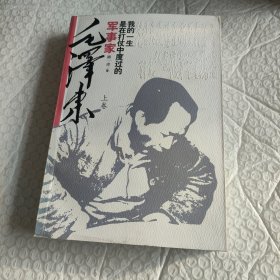 我的一生
是在打仗中度过的
军事家
毛泽东
上卷